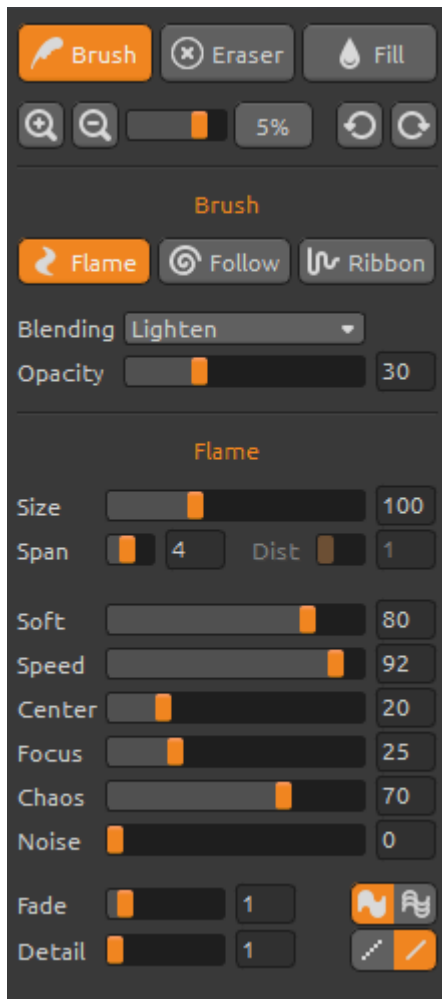 Brush Eraser Fill
5%
Brush
Flame Follow Ribbon
Blending Lighten
Opacity 30
Flame
Size 100
Span 4 Dist 1
Soft 80
Speed 92
Center 20
Focus 25
Chaos 70
Noise 0
Fade 1
Detail 1